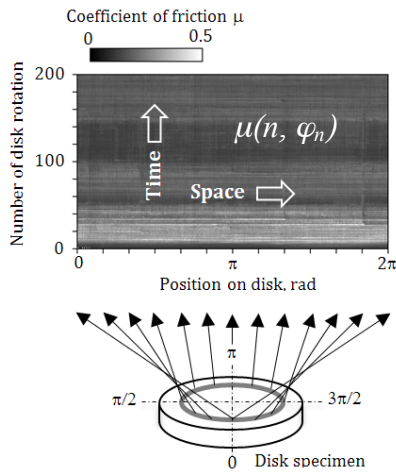 Coefficient of friction μ
0 0.5
Number of disk rotation
200
100
0
μ(n, φn)
Time
Space
0 π 2π
Position on disk, rad
π
π/2 3π/2
0 Disk specimen